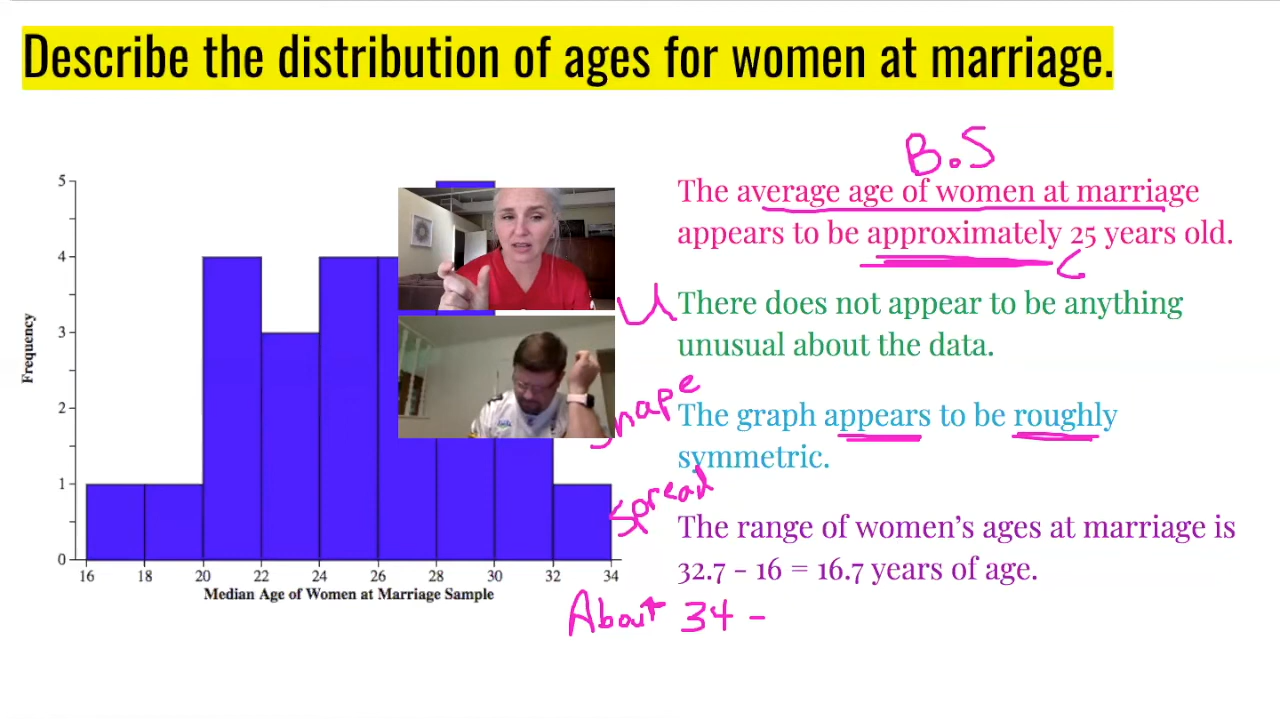 Describe the distribution of ages for women at marriage.
B.S
The average age of women at marriage
appears to be approximately 25 years old.
C
U
There does not appear to be anything
unusual about the data.
Shape
The graph appears to be roughly
symmetric.
Spread
The range of women's ages at marriage is
32.7 - 16 = 16.7 years of age.
About 34 -
5
4
3
2
1
0
Frequency
16 18 20 22 24 26 28 30 32 34
Median Age of Women at Marriage Sample